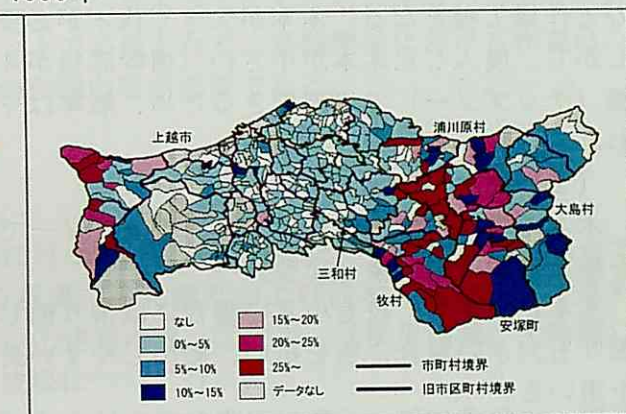 上越市
浦川原村
大島村
三和村
牧村
安塚町
なし
0%~5%
5%~10%
10%~15%
15%~20%
20%~25%
25%~
データなし
市町村境界
旧市区町村境界